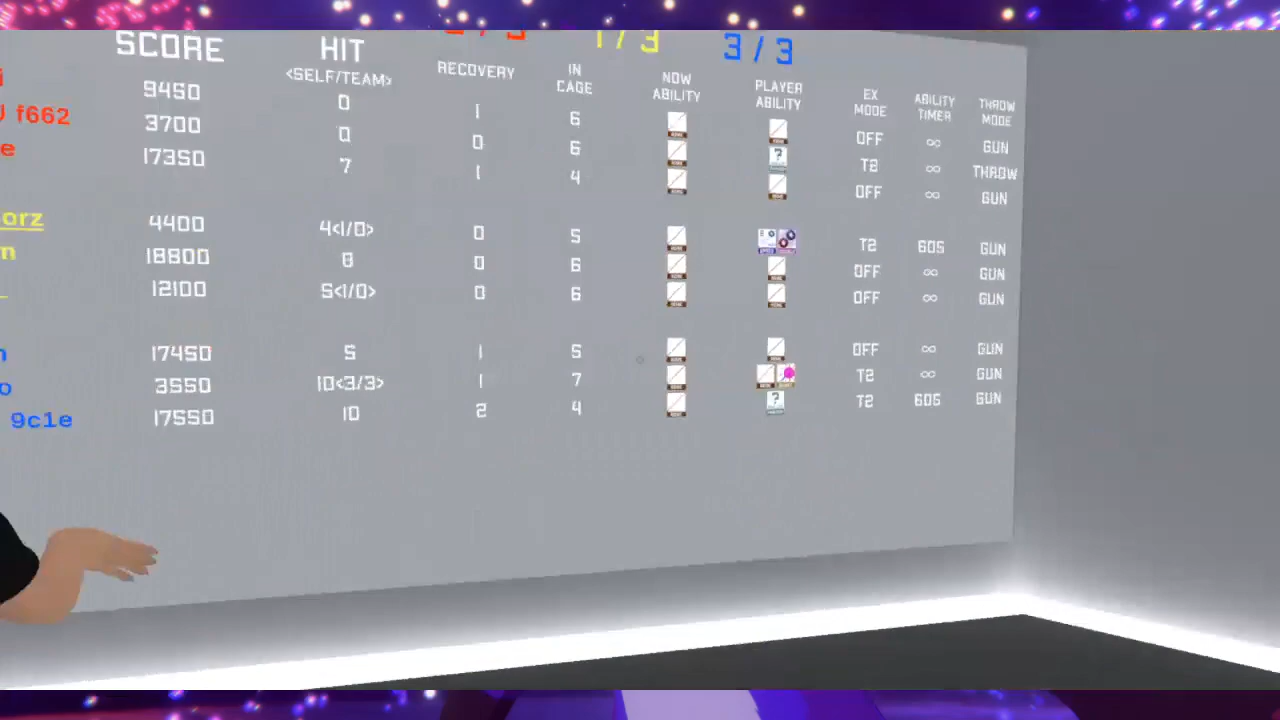 1 / 3 3 / 3
SCORE HIT <SELF/TEAM> RECOVERY IN CAGE NOW ABILITY PLAYER ABILITY EX MODE ABILITY TIMER THROW MODE
9450 0 1 6 OFF ∞ GUN
f662 3700 0 0 6 ? T2 ∞ THROW
e 17350 7 1 4 OFF ∞ GUN
orz 4400 4<1/0> 0 5 T2 60S GUN
n 18800 8 0 6 OFF ∞ GUN
_ 12100 5<1/0> 0 6 OFF ∞ GUN
17450 5 1 5 OFF ∞ GUN
o 3550 10<3/3> 1 7 T2 ∞ GUN
9c1e 17550 10 2 4 ? T2 60S GUN